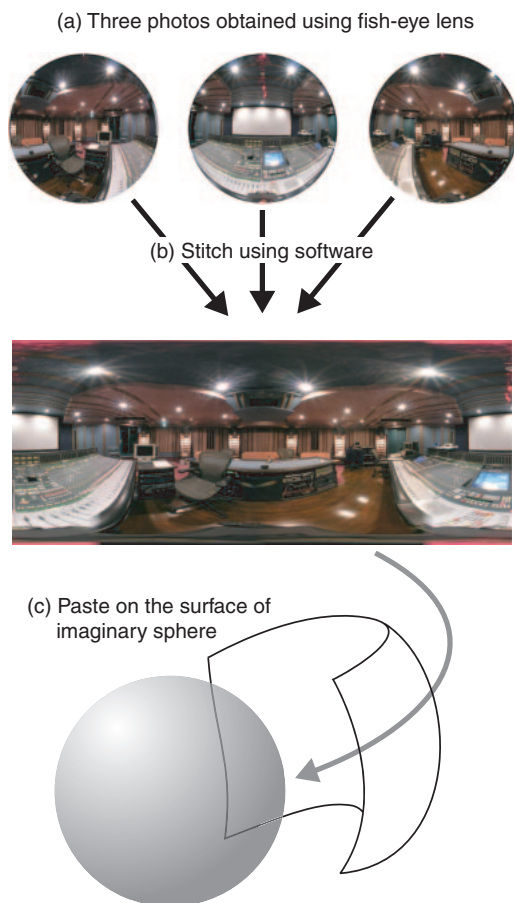 (a) Three photos obtained using fish-eye lens
(b) Stitch using software
(c) Paste on the surface of
imaginary sphere